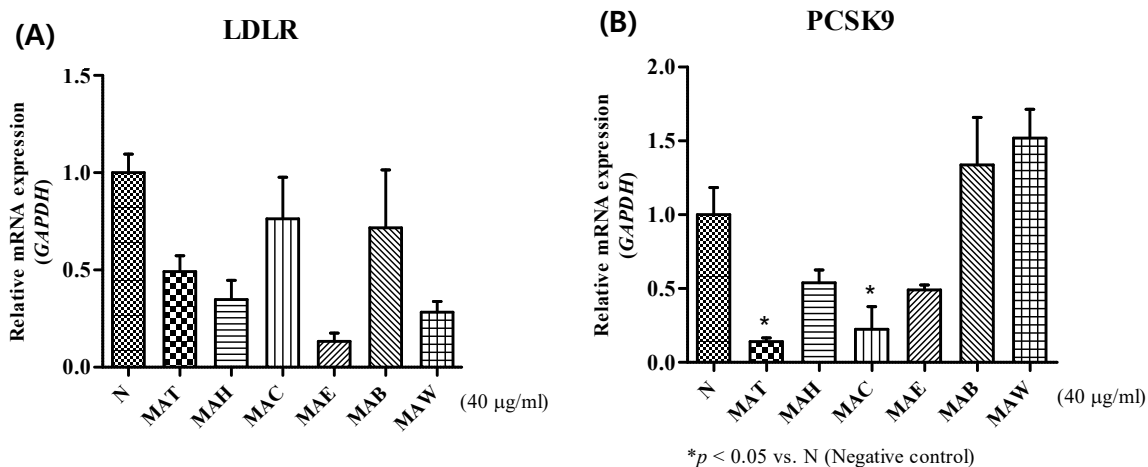 (A)
LDLR
Relative mRNA expression
(GAPDH)
1.5
1.0
0.5
0.0
N
MAT
MAH
MAC
MAE
MAB
MAW
(40 μg/ml)
(B)
PCSK9
Relative mRNA expression
(GAPDH)
2.0
1.5
1.0
0.5
0.0
*
*
N
MAT
MAH
MAC
MAE
MAB
MAW
(40 μg/ml)
*p < 0.05 vs. N (Negative control)